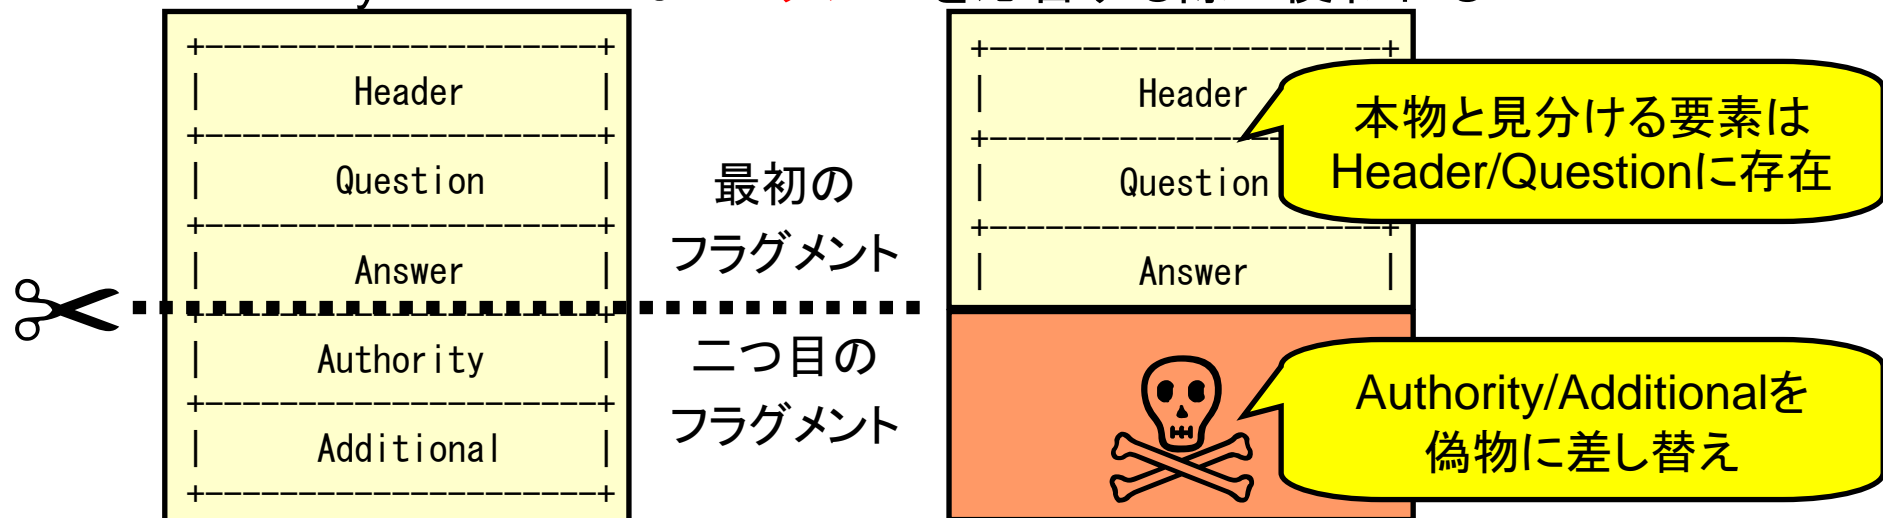 +---------------------+
| Header |
+---------------------+
| Question |
+---------------------+
| Answer |
+---------------------+
| Authority |
+---------------------+
| Additional |
+---------------------+
最初の
フラグメント
二つ目の
フラグメント
+---------------------+
| Header
+---------------------+
| Question
+---------------------+
| Answer |
本物と見分ける要素は
Header/Questionに存在
Authority/Additionalを
偽物に差し替え